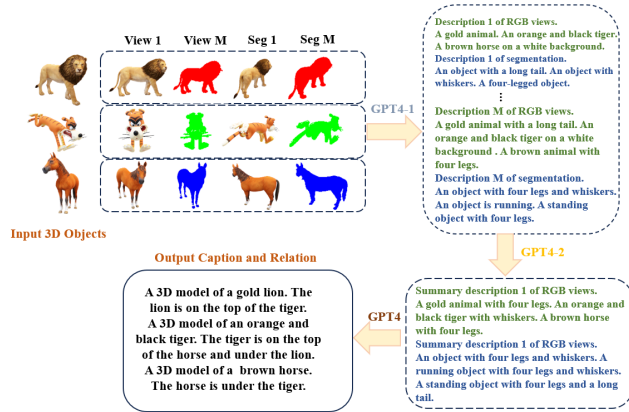 View 1 View M Seg 1 Seg M
Input 3D Objects
GPT4-1
Description 1 of RGB views.
A gold animal. An orange and black tiger.
A brown horse on a white background.
Description 1 of segmentation.
An object with a long tail. An object with
whiskers. A four-legged object.
⋮
Description M of RGB views.
A gold animal with a long tail. An
orange and black tiger on a white
background . A brown animal with
four legs.
Description M of segmentation.
An object with four legs and whiskers.
An object is running. A standing
object with four legs.
GPT4-2
Summary description 1 of RGB views.
A gold animal with four legs. An orange and
black tiger with whiskers. A brown horse
with four legs.
Summary description 1 of RGB views.
An object with four legs and whiskers. A
running object with four legs and whiskers.
A standing object with four legs and a long
tail.
GPT4
Output Caption and Relation
A 3D model of a gold lion. The
lion is on the top of the tiger.
A 3D model of an orange and
black tiger. The tiger is on the top
of the horse and under the lion.
A 3D model of a brown horse.
The horse is under the tiger.